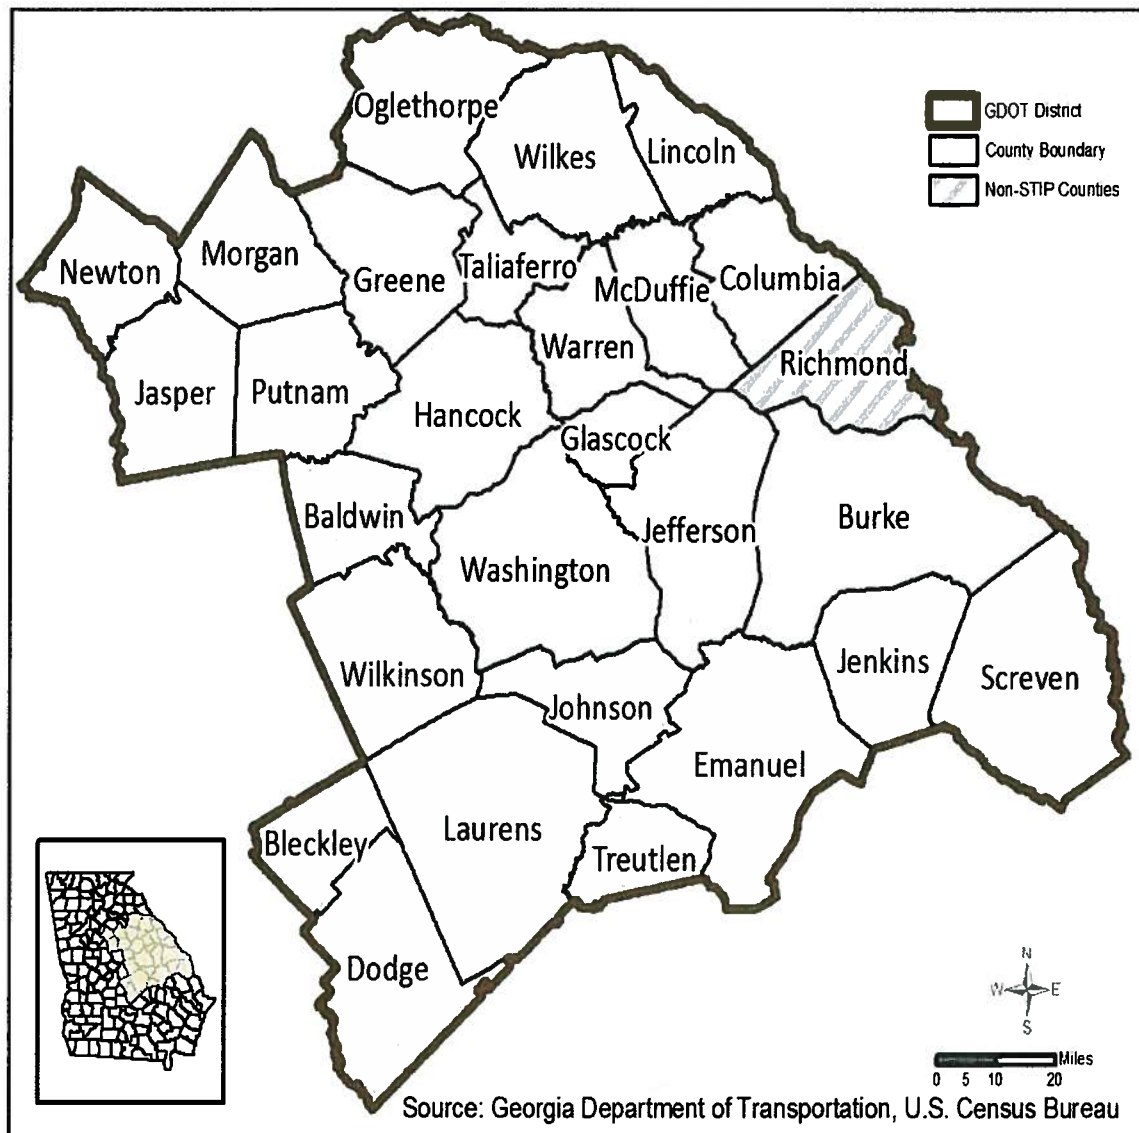 Oglethorpe
Wilkes
Lincoln
GDOT District
County Boundary
Non-STIP Counties
Newton
Morgan
Greene
Taliaferro
McDuffie
Columbia
Warren
Richmond
Jasper
Putnam
Hancock
Glascock
Baldwin
Washington
Jefferson
Burke
Wilkinson
Johnson
Jenkins
Screven
Emanuel
Bleckley
Laurens
Treutlen
Dodge
N
W E
S
Miles
0 5 10 20
Source: Georgia Department of Transportation, U.S. Census Bureau